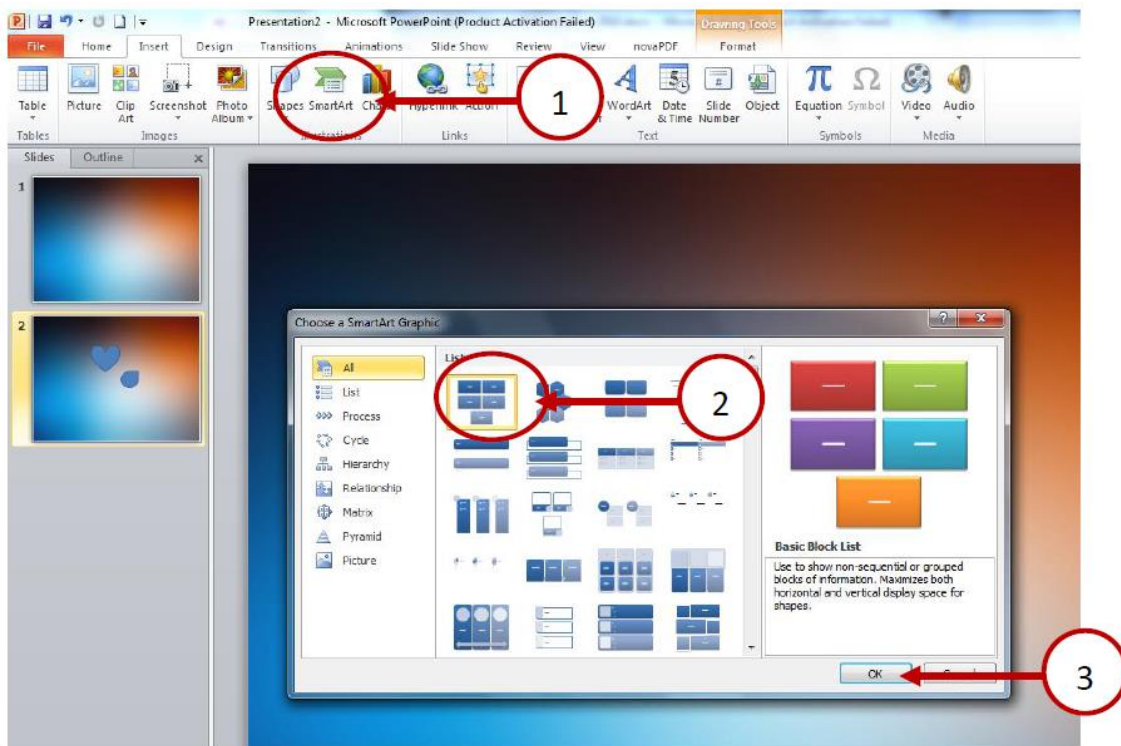 Presentation2 - Microsoft PowerPoint (Product Activation Failed)
Drawing Tools
File Home Insert Design Transitions Animations Slide Show Review View novaPDF Format
Table Picture Clip Art Screenshot Photo Album Shapes SmartArt Hyperlink Action WordArt Date & Time Slide Number Object Equation Symbol Video Audio
Tables Images Illustrations Links Text Symbols Media
1
Slides Outline
1
2
Choose a SmartArt Graphic
All
List
Process
Cycle
Hierarchy
Relationship
Matrix
Pyramid
Picture
List
2
Basic Block List
Use to show non-sequential or grouped
blocks of information. Maximizes both
horizontal and vertical display space for
shapes.
OK
3